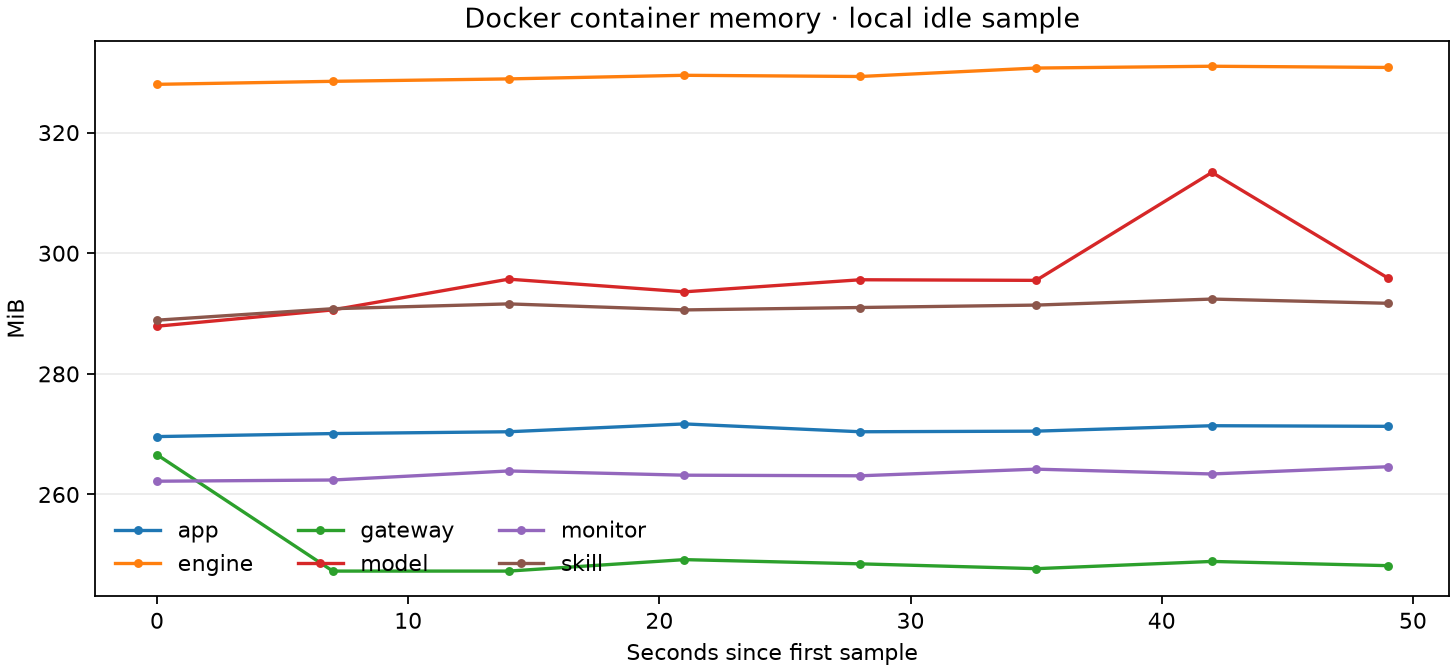 Docker container memory · local idle sample
MiB
320
300
280
260
app gateway monitor
engine model skill
0 10 20 30 40 50
Seconds since first sample